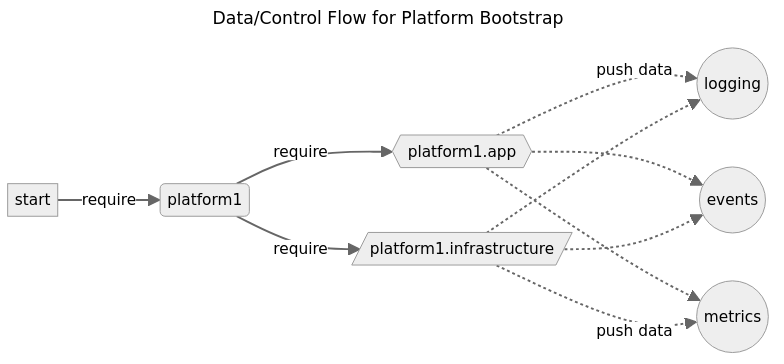 Data/Control Flow for Platform Bootstrap
start
require
platform1
require
require
platform1.app
platform1.infrastructure
push data
push data
logging
events
metrics